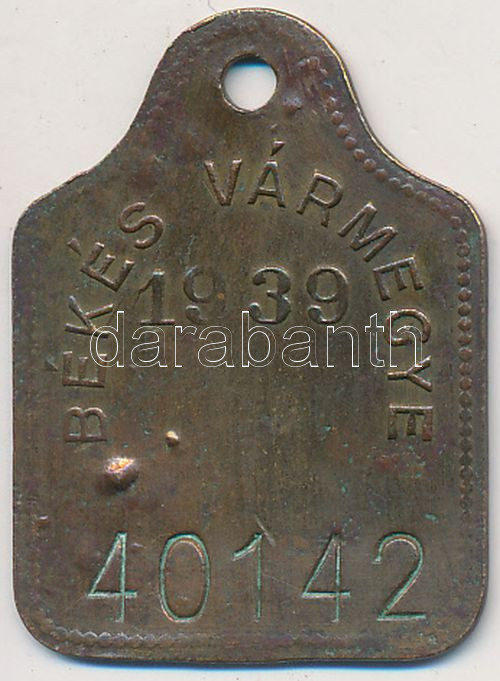 BÉKÉS VÁRMEGYE
1939
darabanth
40142